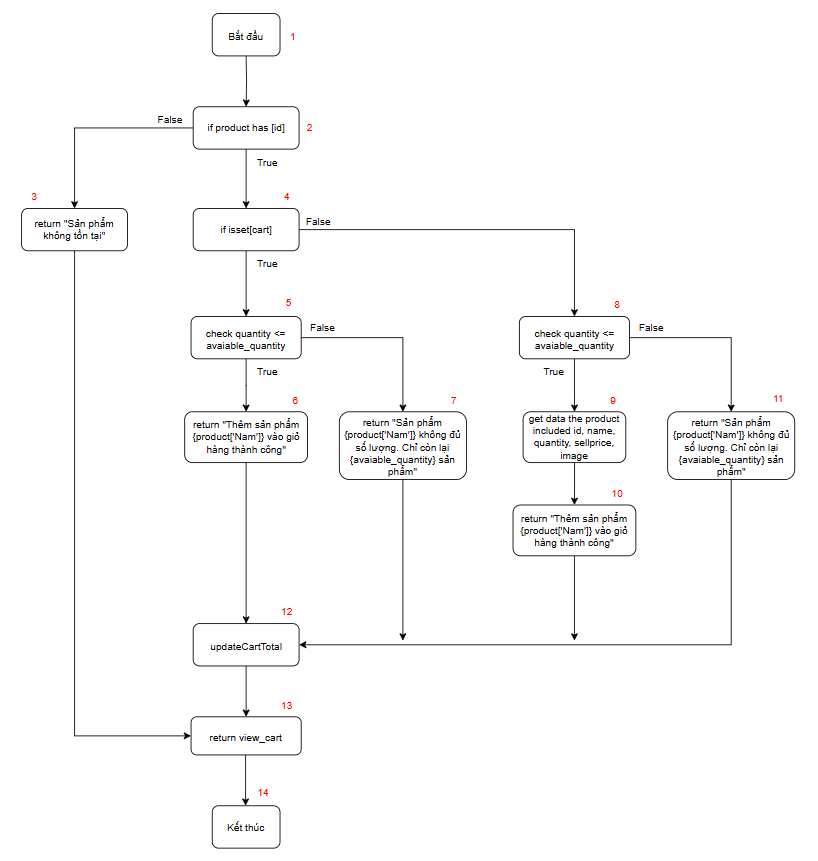 Bắt đầu
1
False
if product has [id]
2
True
3
4
return "Sản phẩm
không tồn tại"
if isset[cart]
False
True
5
8
check quantity <=
avaiable_quantity
False
check quantity <=
avaiable_quantity
False
True
True
6
7
9
11
return "Thêm sản phẩm
{product['Nam']} vào giỏ
hàng thành công"
return "Sản phẩm
{product['Nam']} không đủ
số lượng. Chỉ còn lại
{avaiable_quantity} sản
phẩm"
get data the product
included id, name,
quantity, sellprice,
image
return "Sản phẩm
{product['Nam']} không đủ
số lượng. Chỉ còn lại
{avaiable_quantity} sản
phẩm"
10
return "Thêm sản phẩm
{product['Nam']} vào giỏ
hàng thành công"
12
updateCartTotal
13
return view_cart
14
Kết thúc